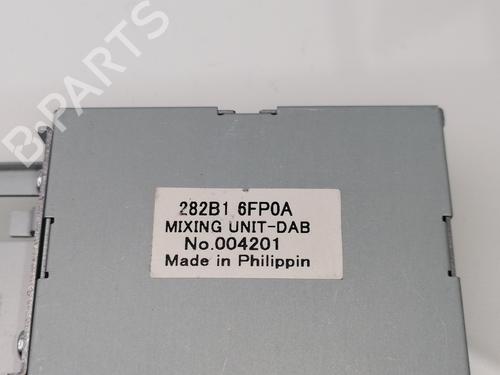 B-PARTS
282B1 6FP0A
MIXING UNIT-DAB
No.004201
Made in Philippin